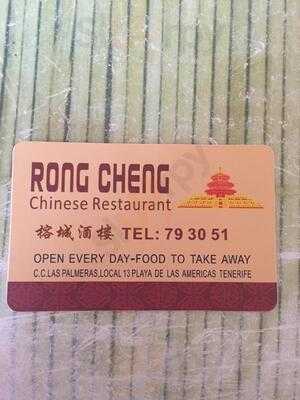 RONG CHENG
Chinese Restaurant
榕城酒楼 TEL: 79 30 51
OPEN EVERY DAY-FOOD TO TAKE AWAY
C.C.LAS PALMERAS,LOCAL 13 PLAYA DE LAS AMERICAS TENERIFE